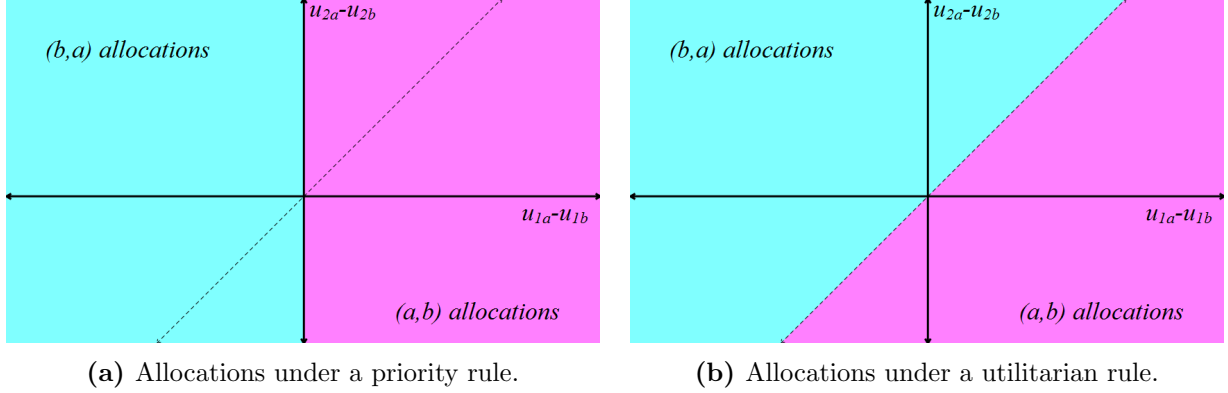 u2a-u2b
(b,a) allocations
u1a-u1b
(a,b) allocations
(a) Allocations under a priority rule.
u2a-u2b
(b,a) allocations
u1a-u1b
(a,b) allocations
(b) Allocations under a utilitarian rule.